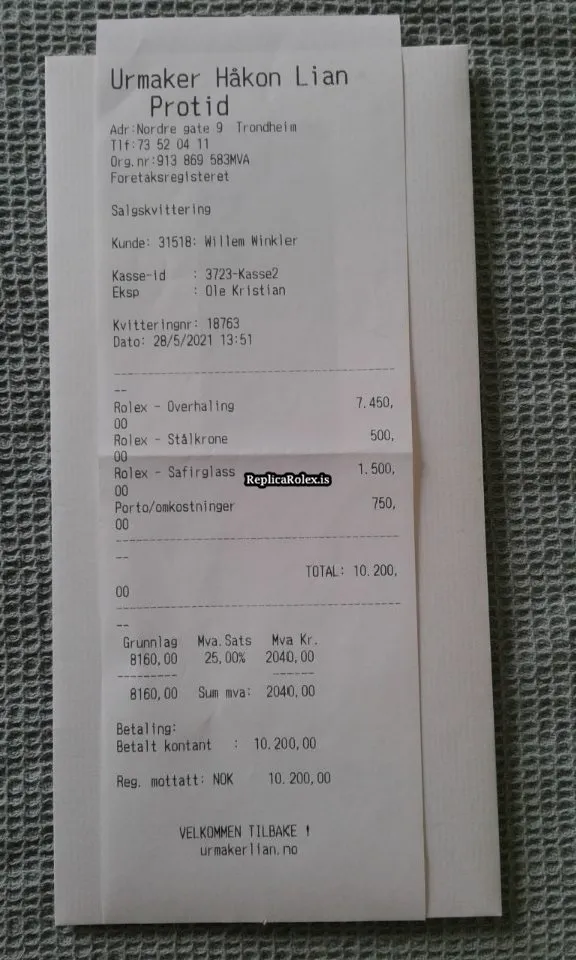 Urmaker Håkon Lian
Protid
Adr:Nordre gate 9 Trondheim
Tlf:73 52 04 11
Org.nr:913 869 583MVA
Foretaksregisteret
Salgskvittering
Kunde: 31518: Willem Winkler
Kasse-id : 3723-Kasse2
Eksp : Ole Kristian
Kvitteringnr: 18763
Dato: 28/5/2021 13:51
--
Rolex - Overhaling 7.450,
00
Rolex - Stålkrone 500,
00
Rolex - Safirglass 1.500,
00
ReplicaRolex.is
Porto/omkostninger 750,
00
--
TOTAL: 10.200,
00
--
Grunnlag Mva.Sats Mva Kr.
8160,00 25,00% 2040,00
8160,00 Sum mva: 2040,00
Betaling:
Betalt kontant : 10.200,00
Reg. mottatt: NOK 10.200,00
VELKOMMEN TILBAKE !
urmakerlian.no